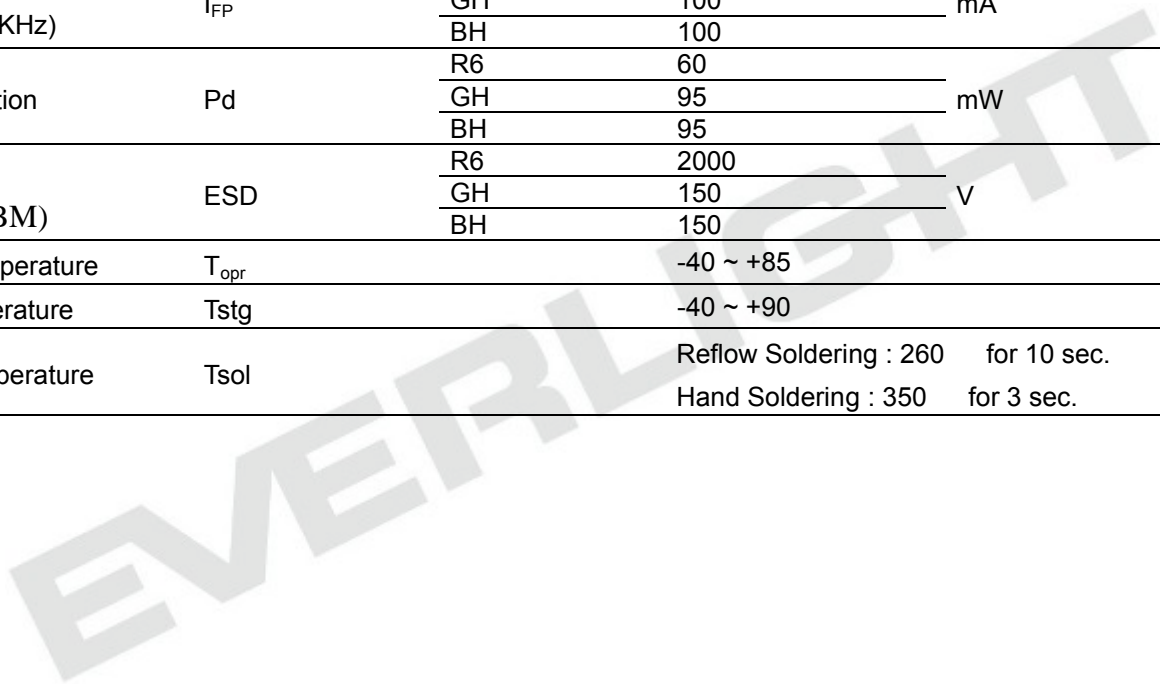 I_FP GH 100 mA
KHz)
BH 100
R6 60
tion Pd GH 95 mW
BH 95
R6 2000
ESD GH 150 V
BM)
BH 150
perature T_opr -40 ~ +85
erature Tstg -40 ~ +90
Reflow Soldering : 260 for 10 sec.
perature Tsol
Hand Soldering : 350 for 3 sec.
EVERLIGHT